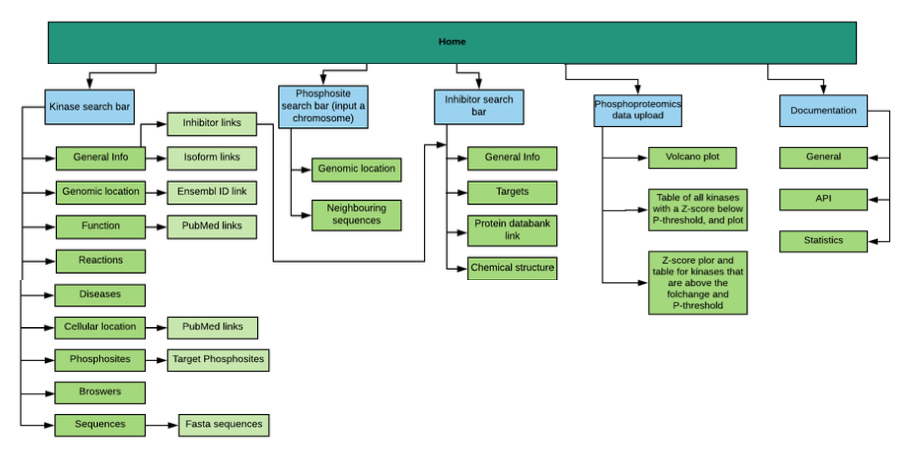 Home
Kinase search bar
Inhibitor links
General Info
Isoform links
Genomic location
Ensembl ID link
Function
PubMed links
Reactions
Diseases
Cellular location
PubMed links
Phosphosites
Target Phosphosites
Broswers
Sequences
Fasta sequences
Phosphosite
search bar (input a
chromosome)
Genomic location
Neighbouring
sequences
Inhibitor search
bar
General Info
Targets
Protein databank
link
Chemical structure
Phosphoproteomics
data upload
Volcano plot
Table of all kinases
with a Z-score below
P-threshold, and plot
Z-score plor and
table for kinases that
are above the
folchange and
P-threshold
Documentation
General
API
Statistics